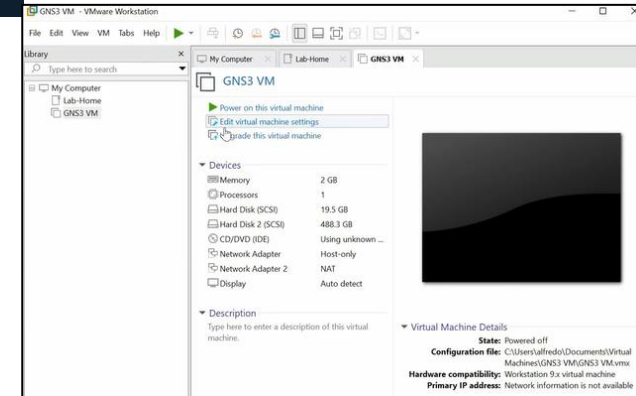 GNS3 VM - VMware Workstation
File Edit View VM Tabs Help
Library
Type here to search
My Computer
Lab-Home
GNS3 VM
My Computer
Lab-Home
GNS3 VM
GNS3 VM
Power on this virtual machine
Edit virtual machine settings
this virtual machine
Devices
Memory 2 GB
Processors 1
Hard Disk (SCSI) 19.5 GB
Hard Disk 2 (SCSI) 488.3 GB
CD/DVD (IDE) Using unknown ...
Network Adapter Host-only
Network Adapter 2 NAT
Display Auto detect
Description
Type here to enter a description of this virtual
machine.
Virtual Machine Details
State: Powered off
Configuration file: C:\Users\alfredo\Documents\Virtual
Machines\GNS3 VM\GNS3 VM.vmx
Hardware compatibility: Workstation 9.x virtual machine
Primary IP address: Network information is not available